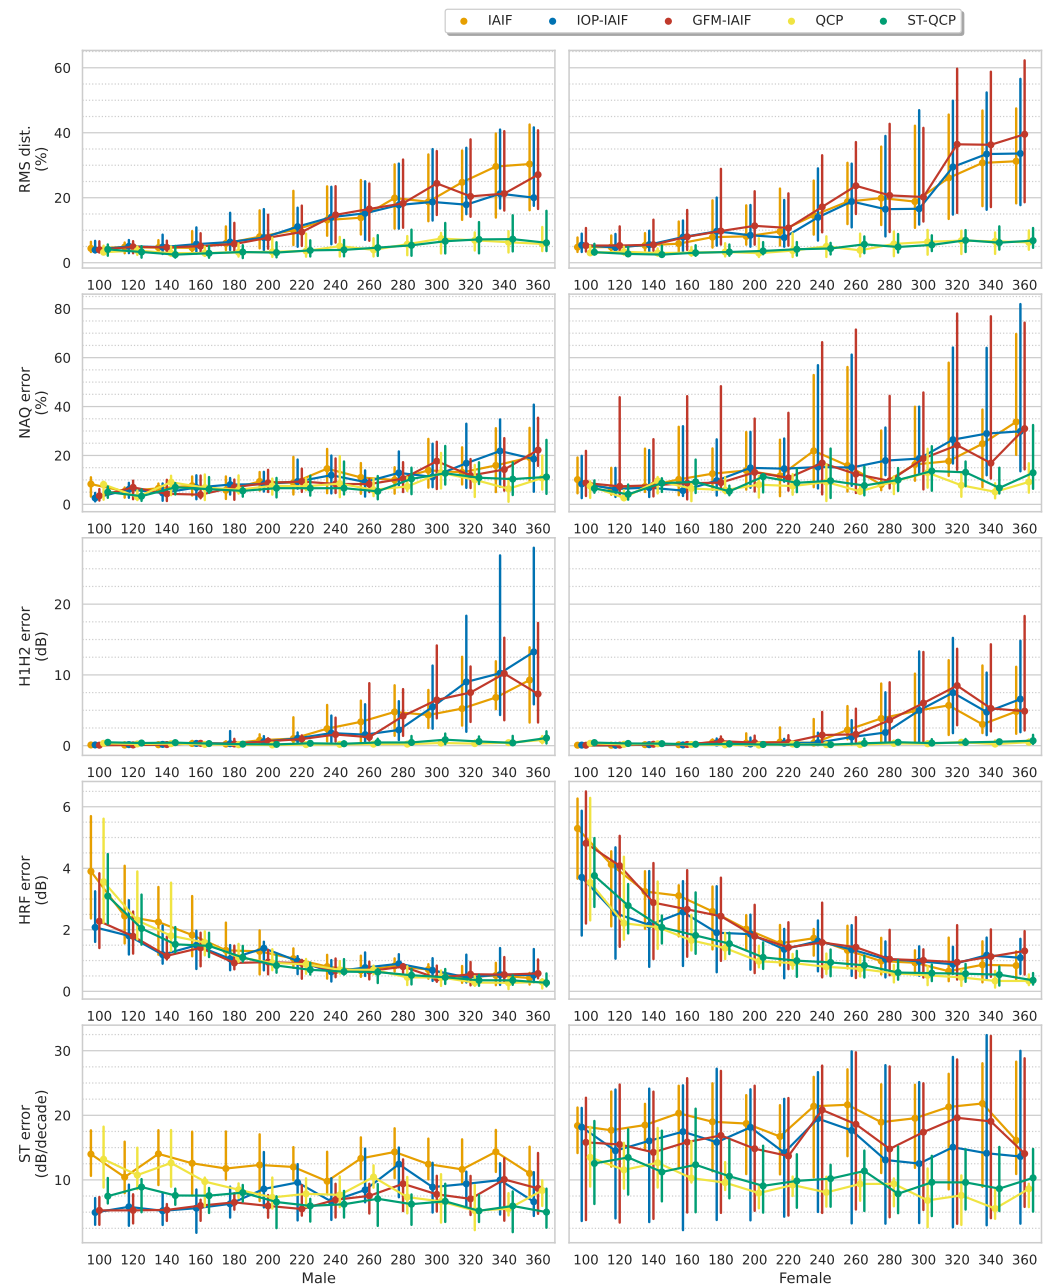 IAIF IOP-IAIF GFM-IAIF QCP ST-QCP
RMS dist.
(%)
60
40
20
0
100 120 140 160 180 200 220 240 260 280 300 320 340 360
100 120 140 160 180 200 220 240 260 280 300 320 340 360
NAQ error
(%)
80
60
40
20
0
100 120 140 160 180 200 220 240 260 280 300 320 340 360
100 120 140 160 180 200 220 240 260 280 300 320 340 360
H1H2 error
(dB)
20
10
0
100 120 140 160 180 200 220 240 260 280 300 320 340 360
100 120 140 160 180 200 220 240 260 280 300 320 340 360
HRF error
(dB)
6
4
2
0
100 120 140 160 180 200 220 240 260 280 300 320 340 360
100 120 140 160 180 200 220 240 260 280 300 320 340 360
ST error
(dB/decade)
30
20
10
100 120 140 160 180 200 220 240 260 280 300 320 340 360
100 120 140 160 180 200 220 240 260 280 300 320 340 360
Male
Female